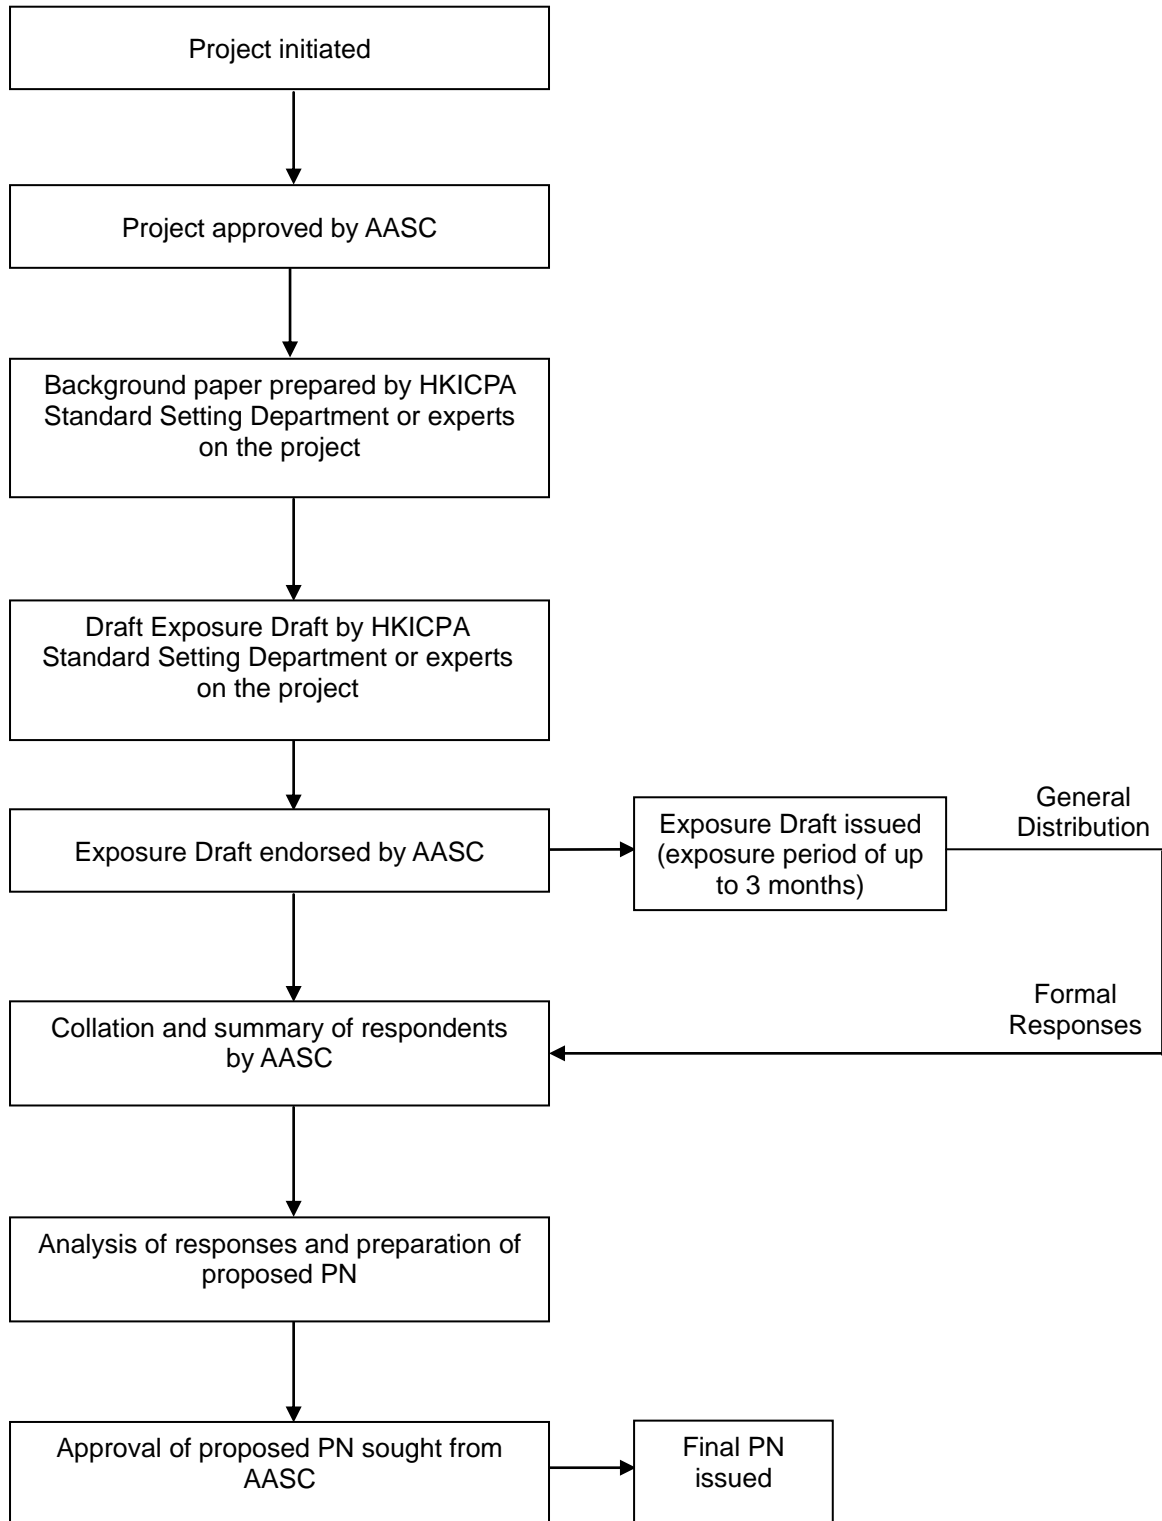 Project initiated
Project approved by AASC
Background paper prepared by HKICPA
Standard Setting Department or experts
on the project
Draft Exposure Draft by HKICPA
Standard Setting Department or experts
on the project
Exposure Draft endorsed by AASC
Exposure Draft issued
(exposure period of up
to 3 months)
General
Distribution
Formal
Responses
Collation and summary of respondents
by AASC
Analysis of responses and preparation of
proposed PN
Approval of proposed PN sought from
AASC
Final PN
issued